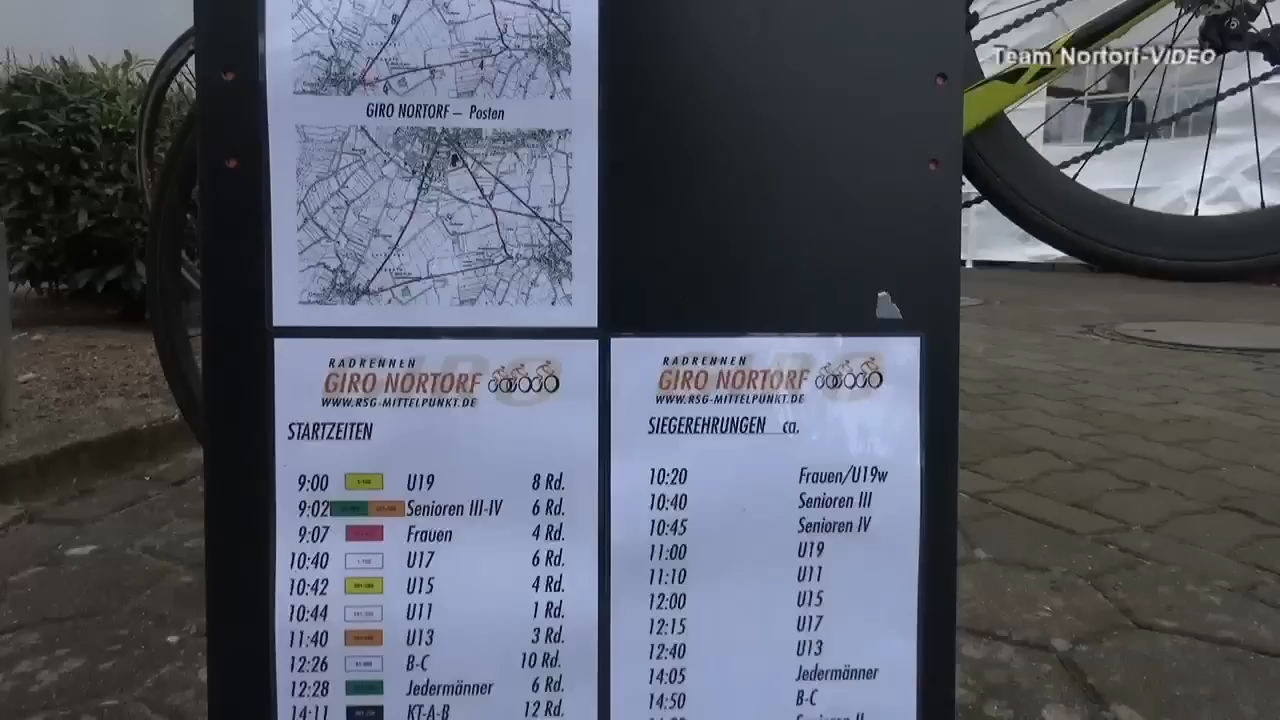 Team Nortorf-VIDEO
GIRO NORTORF – Posten
RADRENNEN
GIRO NORTORF
WWW.RSG-MITTELPUNKT.DE
STARTZEITEN
9:00 1-100 U19 8 Rd.
9:02 Senioren III-IV 6 Rd.
9:07 Frauen 4 Rd.
10:40 U17 6 Rd.
10:42 U15 4 Rd.
10:44 U11 1 Rd.
11:40 U13 3 Rd.
12:26 B-C 10 Rd.
12:28 Jedermänner 6 Rd.
14:11 KT-A-B 12 Rd.
RADRENNEN
GIRO NORTORF
WWW.RSG-MITTELPUNKT.DE
SIEGEREHRUNGEN ca.
10:20 Frauen/U19w
10:40 Senioren III
10:45 Senioren IV
11:00 U19
11:10 U11
12:00 U15
12:15 U17
12:40 U13
14:05 Jedermänner
14:50 B-C